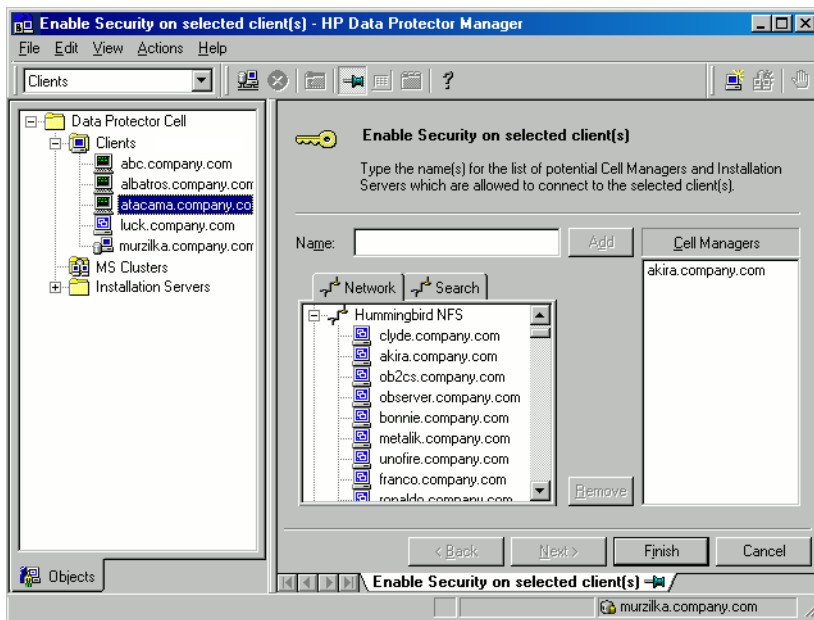 Enable Security on selected client(s) - HP Data Protector Manager
File Edit View Actions Help
Clients
Data Protector Cell
Clients
abc.company.com
albatros.company.com
atacama.company.co
luck.company.com
murzilka.company.com
MS Clusters
Installation Servers
Objects
Enable Security on selected client(s)
Type the name(s) for the list of potential Cell Managers and Installation
Servers which are allowed to connect to the selected client(s).
Name:
Add
Cell Managers
akira.company.com
Network
Search
Hummingbird NFS
clyde.company.com
akira.company.com
ob2cs.company.com
observer.company.com
bonnie.company.com
metalik.company.com
unofire.company.com
franco.company.com
ronaldo.company.com
Remove
< Back
Next >
Finish
Cancel
Enable Security on selected client(s)
murzilka.company.com